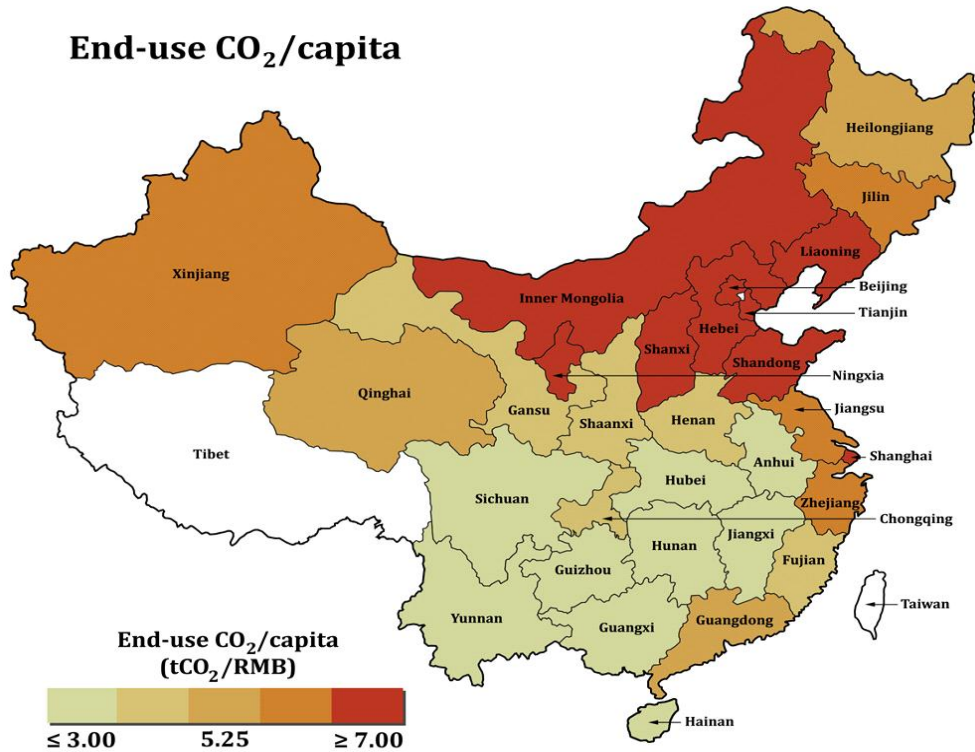 End-use CO₂/capita
Heilongjiang
Jilin
Liaoning
Xinjiang
Beijing
Inner Mongolia
Tianjin
Hebei
Shanxi
Shandong
Ningxia
Qinghai
Gansu
Jiangsu
Shaanxi
Henan
Tibet
Anhui
Shanghai
Hubei
Sichuan
Zhejiang
Chongqing
Jiangxi
Hunan
Fujian
Guizhou
Taiwan
Yunnan
Guangxi
Guangdong
End-use CO₂/capita
(tCO₂/RMB)
≤ 3.00 5.25 ≥ 7.00
Hainan